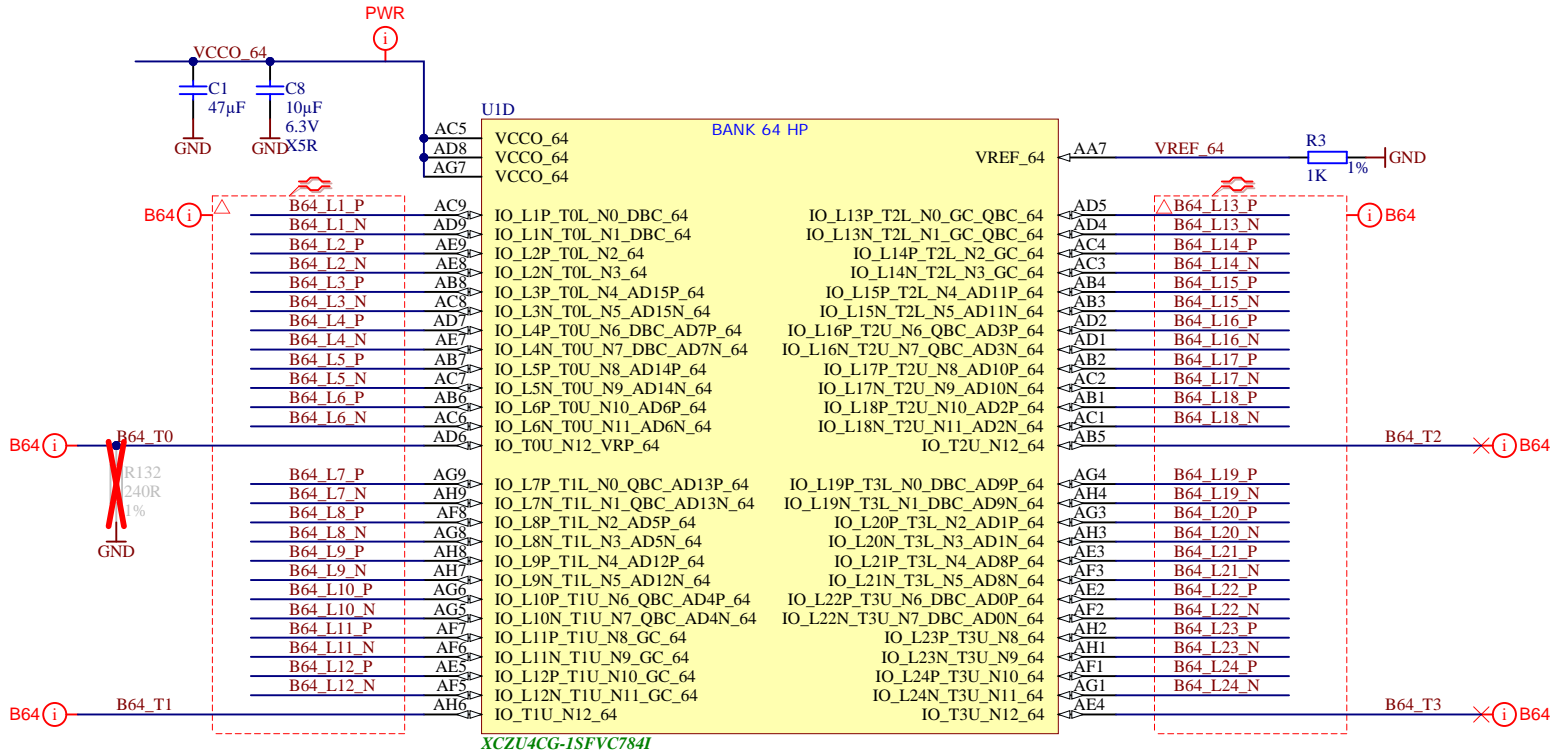 PWR
i
VCCO_64
C1
47µF
GND
C8
10µF
6.3V
X5R
GND
U1D
BANK 64 HP
AC5 VCCO_64
AD8 VCCO_64
AG7 VCCO_64
VREF_64 AA7 VREF_64
R3
1K
1%
GND
B64 i
i B64
B64_L1_P AC9 IO_L1P_T0L_N0_DBC_64
B64_L1_N AD9 IO_L1N_T0L_N1_DBC_64
B64_L2_P AE9 IO_L2P_T0L_N2_64
B64_L2_N AE8 IO_L2N_T0L_N3_64
B64_L3_P AB8 IO_L3P_T0L_N4_AD15P_64
B64_L3_N AC8 IO_L3N_T0L_N5_AD15N_64
B64_L4_P AD7 IO_L4P_T0U_N6_DBC_AD7P_64
B64_L4_N AE7 IO_L4N_T0U_N7_DBC_AD7N_64
B64_L5_P AB7 IO_L5P_T0U_N8_AD14P_64
B64_L5_N AC7 IO_L5N_T0U_N9_AD14N_64
B64_L6_P AB6 IO_L6P_T0U_N10_AD6P_64
B64_L6_N AC6 IO_L6N_T0U_N11_AD6N_64
B64 i B64_T0 AD6 IO_T0U_N12_VRP_64
R132
240R
1%
GND
B64_L7_P AG9 IO_L7P_T1L_N0_QBC_AD13P_64
B64_L7_N AH9 IO_L7N_T1L_N1_QBC_AD13N_64
B64_L8_P AF8 IO_L8P_T1L_N2_AD5P_64
B64_L8_N AG8 IO_L8N_T1L_N3_AD5N_64
B64_L9_P AH8 IO_L9P_T1L_N4_AD12P_64
B64_L9_N AH7 IO_L9N_T1L_N5_AD12N_64
B64_L10_P AG6 IO_L10P_T1U_N6_QBC_AD4P_64
B64_L10_N AG5 IO_L10N_T1U_N7_QBC_AD4N_64
B64_L11_P AF7 IO_L11P_T1U_N8_GC_64
B64_L11_N AF6 IO_L11N_T1U_N9_GC_64
B64_L12_P AE5 IO_L12P_T1U_N10_GC_64
B64_L12_N AF5 IO_L12N_T1U_N11_GC_64
B64 i B64_T1 AH6 IO_T1U_N12_64
IO_L13P_T2L_N0_GC_QBC_64 AD5 B64_L13_P
IO_L13N_T2L_N1_GC_QBC_64 AD4 B64_L13_N
IO_L14P_T2L_N2_GC_64 AC4 B64_L14_P
IO_L14N_T2L_N3_GC_64 AC3 B64_L14_N
IO_L15P_T2L_N4_AD11P_64 AB4 B64_L15_P
IO_L15N_T2L_N5_AD11N_64 AB3 B64_L15_N
IO_L16P_T2U_N6_QBC_AD3P_64 AD2 B64_L16_P
IO_L16N_T2U_N7_QBC_AD3N_64 AD1 B64_L16_N
IO_L17P_T2U_N8_AD10P_64 AB2 B64_L17_P
IO_L17N_T2U_N9_AD10N_64 AC2 B64_L17_N
IO_L18P_T2U_N10_AD2P_64 AB1 B64_L18_P
IO_L18N_T2U_N11_AD2N_64 AC1 B64_L18_N
IO_T2U_N12_64 AB5 B64_T2 i B64
IO_L19P_T3L_N0_DBC_AD9P_64 AG4 B64_L19_P
IO_L19N_T3L_N1_DBC_AD9N_64 AH4 B64_L19_N
IO_L20P_T3L_N2_AD1P_64 AG3 B64_L20_P
IO_L20N_T3L_N3_AD1N_64 AH3 B64_L20_N
IO_L21P_T3L_N4_AD8P_64 AE3 B64_L21_P
IO_L21N_T3L_N5_AD8N_64 AF3 B64_L21_N
IO_L22P_T3U_N6_DBC_AD0P_64 AE2 B64_L22_P
IO_L22N_T3U_N7_DBC_AD0N_64 AF2 B64_L22_N
IO_L23P_T3U_N8_64 AH2 B64_L23_P
IO_L23N_T3U_N9_64 AH1 B64_L23_N
IO_L24P_T3U_N10_64 AF1 B64_L24_P
IO_L24N_T3U_N11_64 AG1 B64_L24_N
IO_T3U_N12_64 AE4 B64_T3 i B64
XCZU4CG-1SFVC784I